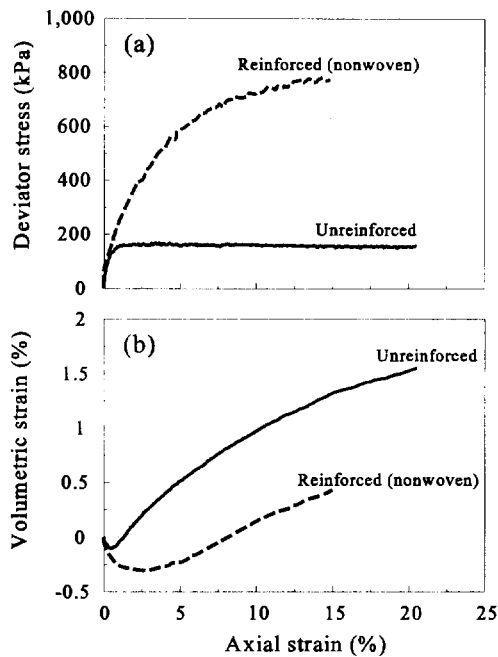 1,000
(a)
Reinforced (nonwoven)
800
600
400
Unreinforced
200
0
Deviator stress (kPa)
2
(b)
Unreinforced
1.5
1
0.5
Reinforced (nonwoven)
0
-0.5
Volumetric strain (%)
0 5 10 15 20 25
Axial strain (%)